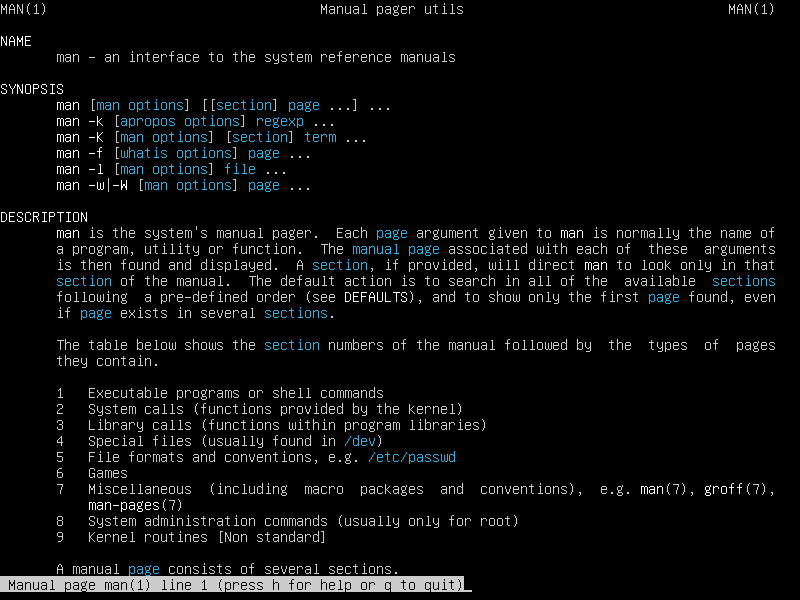 MAN(1) Manual pager utils MAN(1)
NAME
man - an interface to the system reference manuals
SYNOPSIS
man [man options] [[section] page ...] ...
man -k [apropos options] regexp ...
man -K [man options] [section] term ...
man -f [whatis options] page ...
man -l [man options] file ...
man -w|-W [man options] page ...
DESCRIPTION
man is the system's manual pager. Each page argument given to man is normally the name of
a program, utility or function. The manual page associated with each of these arguments
is then found and displayed. A section, if provided, will direct man to look only in that
section of the manual. The default action is to search in all of the available sections
following a pre-defined order (see DEFAULTS), and to show only the first page found, even
if page exists in several sections.
The table below shows the section numbers of the manual followed by the types of pages
they contain.
1 Executable programs or shell commands
2 System calls (functions provided by the kernel)
3 Library calls (functions within program libraries)
4 Special files (usually found in /dev)
5 File formats and conventions, e.g. /etc/passwd
6 Games
7 Miscellaneous (including macro packages and conventions), e.g. man(7), groff(7),
man-pages(7)
8 System administration commands (usually only for root)
9 Kernel routines [Non standard]
A manual page consists of several sections.
Manual page man(1) line 1 (press h for help or q to quit)